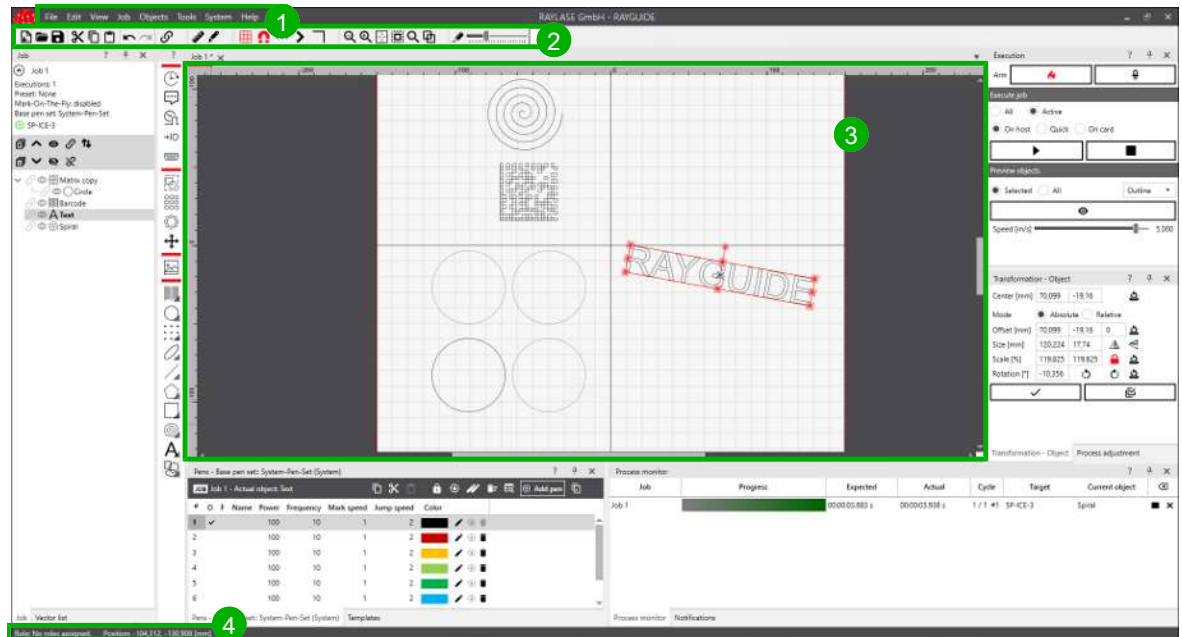 File Edit View Job Objects Tools System Help
RAYLASE GmbH - RAYGUIDE
1
2
3
4
Job
Job 1
Executions: 1
Preset: None
Mark-On-The-Fly: disabled
Base pen set: System-Pen-Set
SP-ICE-3
Matrix copy
Circle
Barcode
Text
Spiral
Job Vector list
Job 1 *
RAYGUIDE
Execution
Arm
Execute job
All Active
On host Quick On card
Preview objects
Selected All Outline
Speed [m/s] 5,000
Transformation - Object
Center [mm] 70,099 -19,16
Mode Absolute Relative
Offset [mm] 70,099 -19,16 0
Size [mm] 120,224 17,74
Scale [%] 119,825 119,825
Rotation [°] -10,356
Transformation - Object Process adjustment
Pens - Base pen set: System-Pen-Set (System)
Job 1 - Actual object: Text
Add pen
# O F Name Power Frequency Mark speed Jump speed Color
1 100 10 1 2
2 100 10 1 2
3 100 10 1 2
4 100 10 1 2
5 100 10 1 2
6 100 10 1 2
Pens - set: System-Pen-Set (System) Templates
Process monitor
Job Progress Expected Actual Cycle Target Current object
Job 1 00:00:03.883 s 00:00:03.938 s 1 / 1 #1 SP-ICE-3 Spiral
Process monitor Notifications
Role: No roles assigned. Position: -104,312, -130,908 [mm]